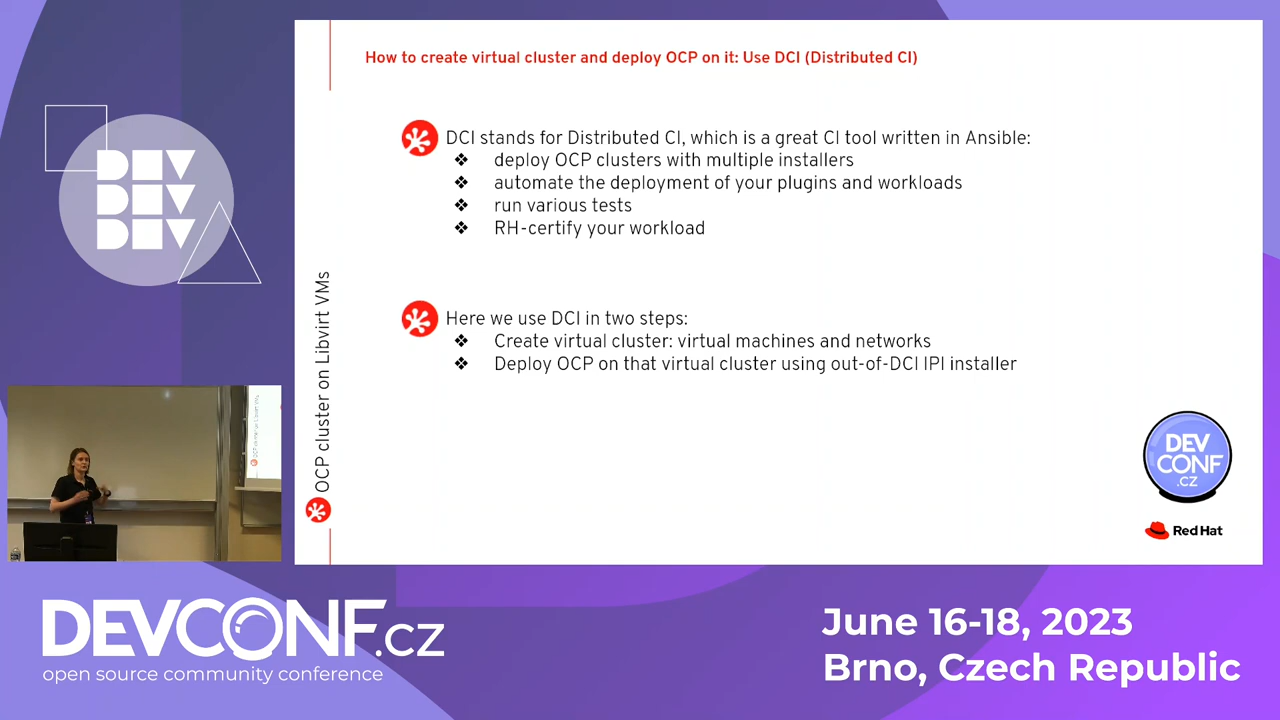 How to create virtual cluster and deploy OCP on it: Use DCI (Distributed CI)
DCI stands for Distributed CI, which is a great CI tool written in Ansible:
deploy OCP clusters with multiple installers
automate the deployment of your plugins and workloads
run various tests
RH-certify your workload
Here we use DCI in two steps:
Create virtual cluster: virtual machines and networks
Deploy OCP on that virtual cluster using out-of-DCI IPI installer
OCP cluster on Libvirt VMs
DEV
DEV
DEV
DEV
CONF
.CZ
Red Hat
DEVCONF.cz
open source community conference
June 16-18, 2023
Brno, Czech Republic